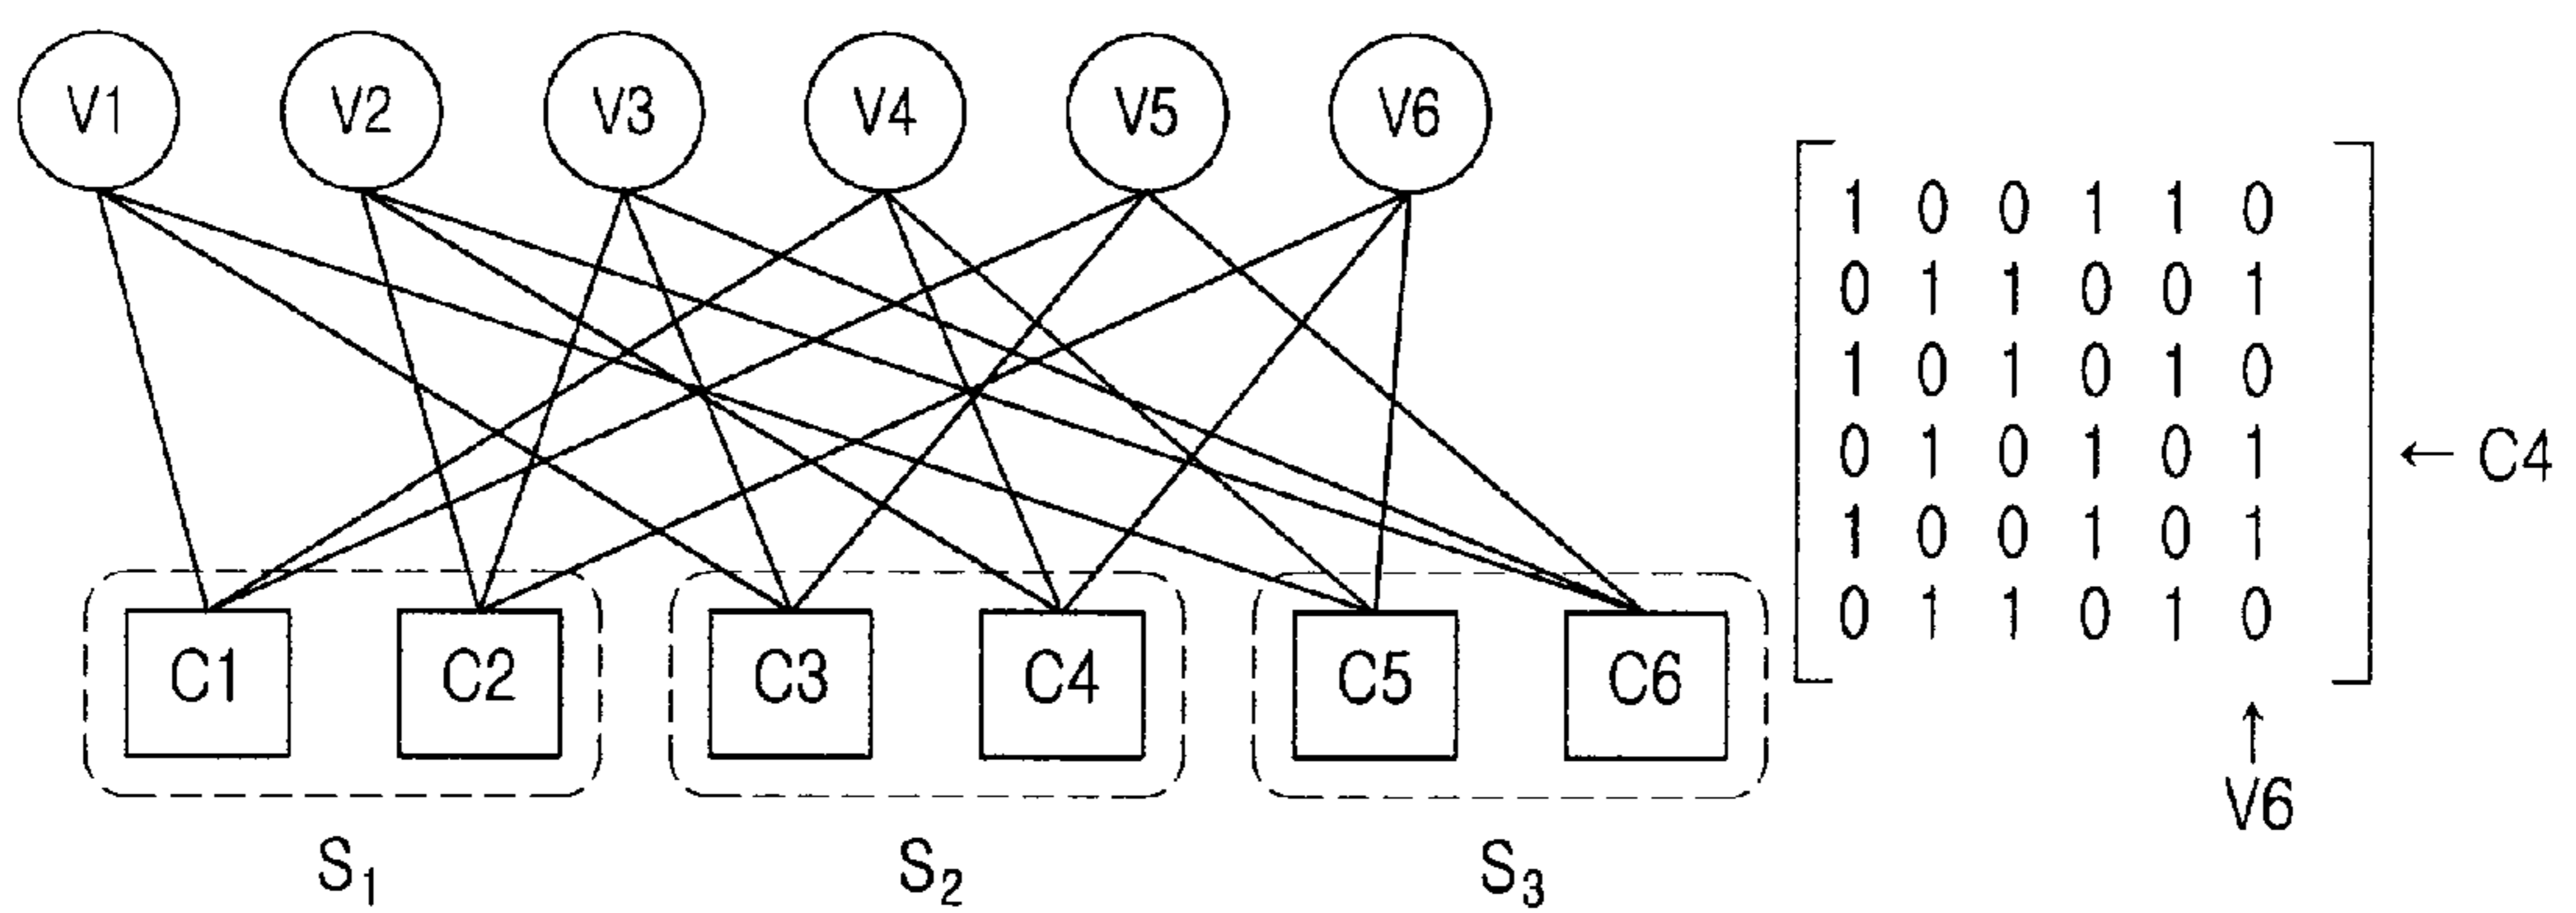 V1 V2 V3 V4 V5 V6
1 0 0 1 1 0
0 1 1 0 0 1
1 0 1 0 1 0
0 1 0 1 0 1 ← C4
1 0 0 1 0 1
0 1 1 0 1 0
C1 C2 C3 C4 C5 C6
↑
V6
S1 S2 S3